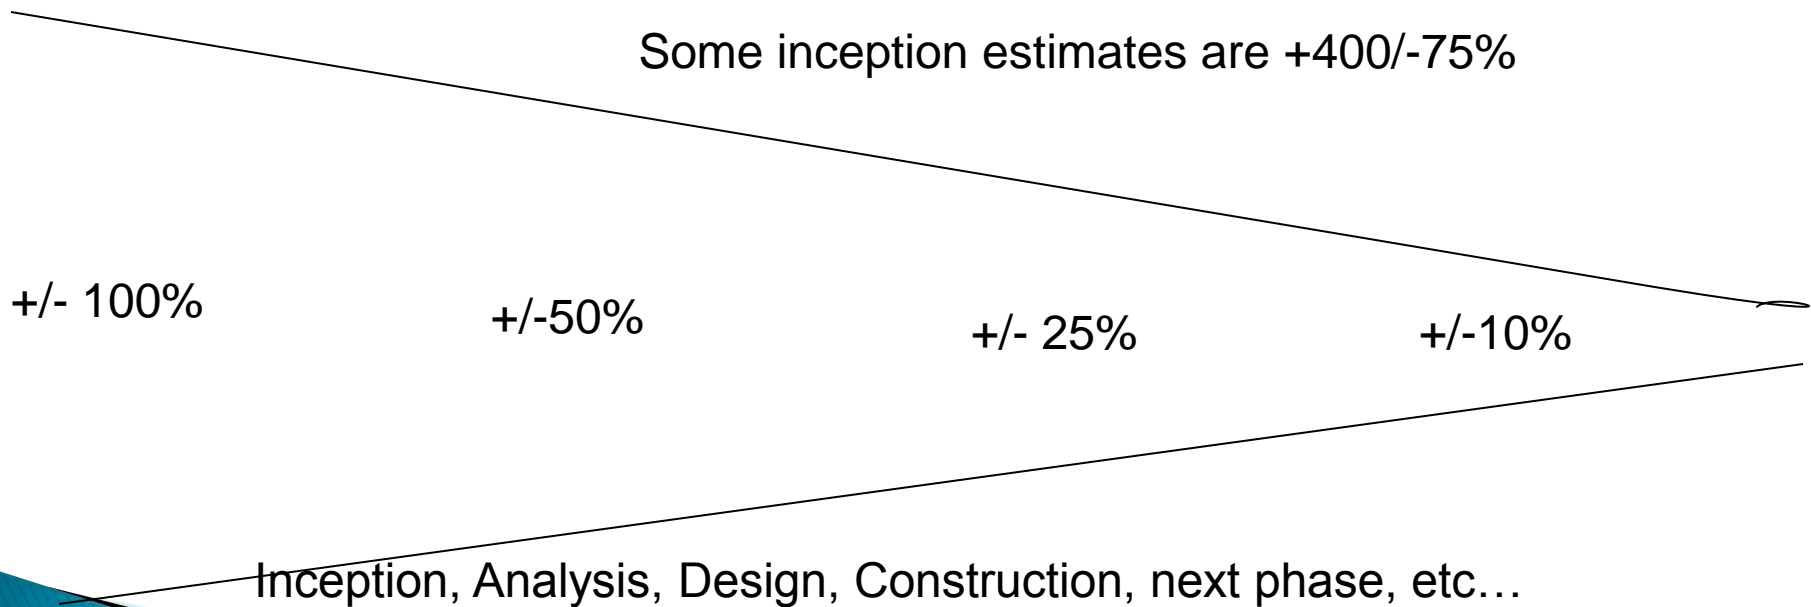 Some inception estimates are +400/-75%
+/- 100%
+/-50%
+/- 25%
+/-10%
Inception, Analysis, Design, Construction, next phase, etc…